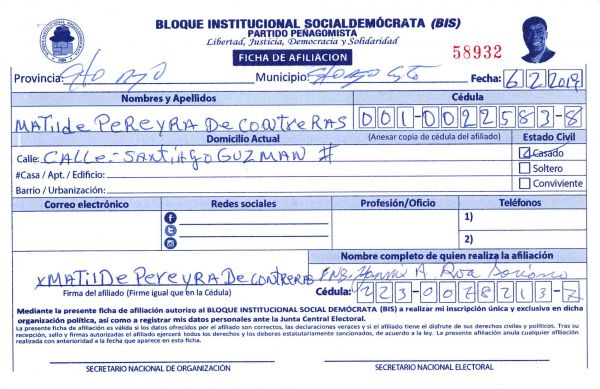 BLOQUE INSTITUCIONAL SOCIALDEMÓCRATA (BIS)
PARTIDO PEÑAGOMISTA
Libertad, Justicia, Democracia y Solidaridad
FICHA DE AFILIACION
58932
Provincia: Municipio: Fecha: 6 2 2019
Nombres y Apellidos Cédula
MATilde PEREYRA De CONTRERAS 001-0022583-8
Domicilio Actual (Anexar copia de cédula del afiliado) Estado Civil
Calle: CALLE-SANTIAGO GUZMAN # Casado
#Casa / Apt. / Edificio: Soltero
Barrio / Urbanización: Conviviente
Correo electrónico Redes sociales Profesión/Oficio Teléfonos
1)
2)
Nombre completo de quien realiza la afiliación
x MATilDe PereyRA De CONTRERAS ING. A. Roa
Firma del afiliado (Firme igual que en la Cédula) Cédula: 223-0078213-7
Mediante la presente ficha de afiliación autorizo al BLOQUE INSTITUCIONAL SOCIAL DEMÓCRATA (BIS) a realizar mi inscripción única y exclusiva en dicha
organización política, así como a registrar mis datos personales ante la Junta Central Electoral.
La presente ficha de afiliación es válida si los datos ofrecidos por el afiliado son correctos, las declaraciones veraces y si el afiliado tiene el disfrute de sus derechos civiles y políticos. Tras su
recepción, sello y firmas autorizadas el afiliado ejercerá todos los derechos y los deberes estatutariamente sancionados, de acuerdo a la ley. La presente afiliación anula cualquier afiliación
realizada con anterioridad a la fecha que aparece en esta ficha.
SECRETARIO NACIONAL DE ORGANIZACIÓN SECRETARIO NACIONAL ELECTORAL